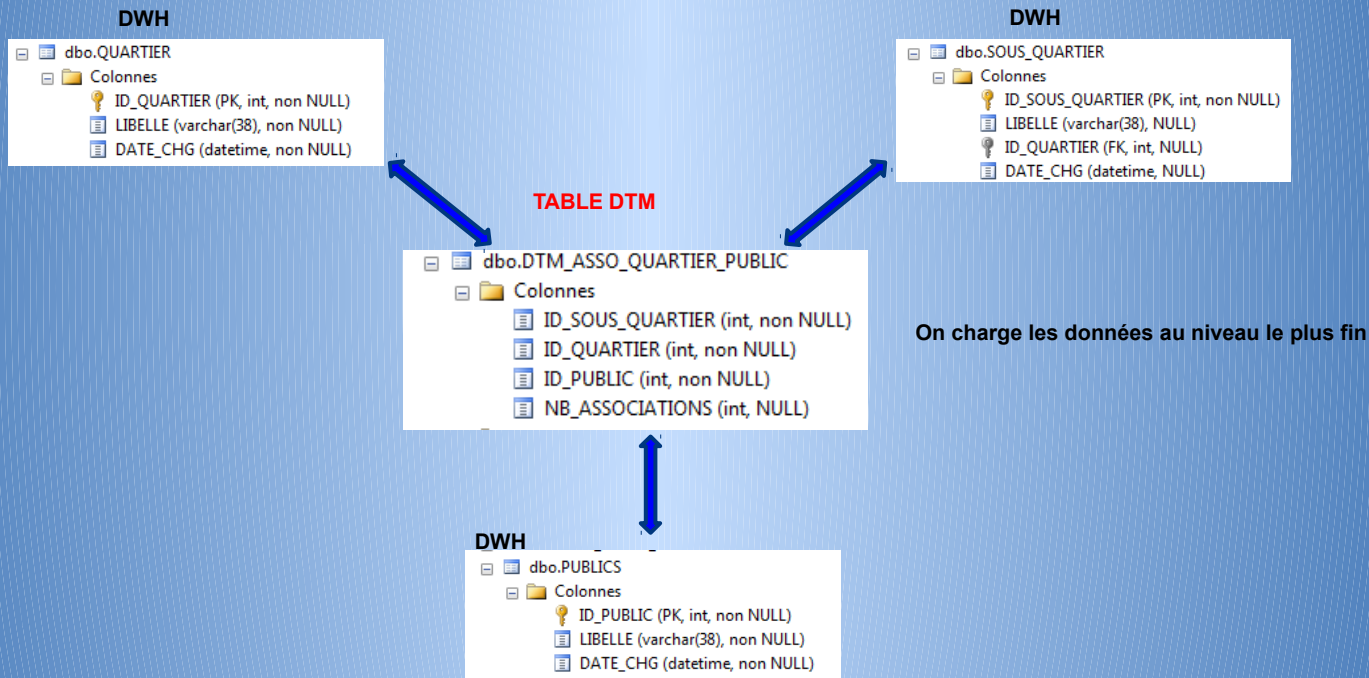 DWH
dbo.QUARTIER
Colonnes
ID_QUARTIER (PK, int, non NULL)
LIBELLE (varchar(38), non NULL)
DATE_CHG (datetime, non NULL)
DWH
dbo.SOUS_QUARTIER
Colonnes
ID_SOUS_QUARTIER (PK, int, non NULL)
LIBELLE (varchar(38), NULL)
ID_QUARTIER (FK, int, NULL)
DATE_CHG (datetime, NULL)
TABLE DTM
dbo.DTM_ASSO_QUARTIER_PUBLIC
Colonnes
ID_SOUS_QUARTIER (int, non NULL)
ID_QUARTIER (int, non NULL)
ID_PUBLIC (int, non NULL)
NB_ASSOCIATIONS (int, NULL)
On charge les données au niveau le plus fin
DWH
dbo.PUBLICS
Colonnes
ID_PUBLIC (PK, int, non NULL)
LIBELLE (varchar(38), non NULL)
DATE_CHG (datetime, non NULL)